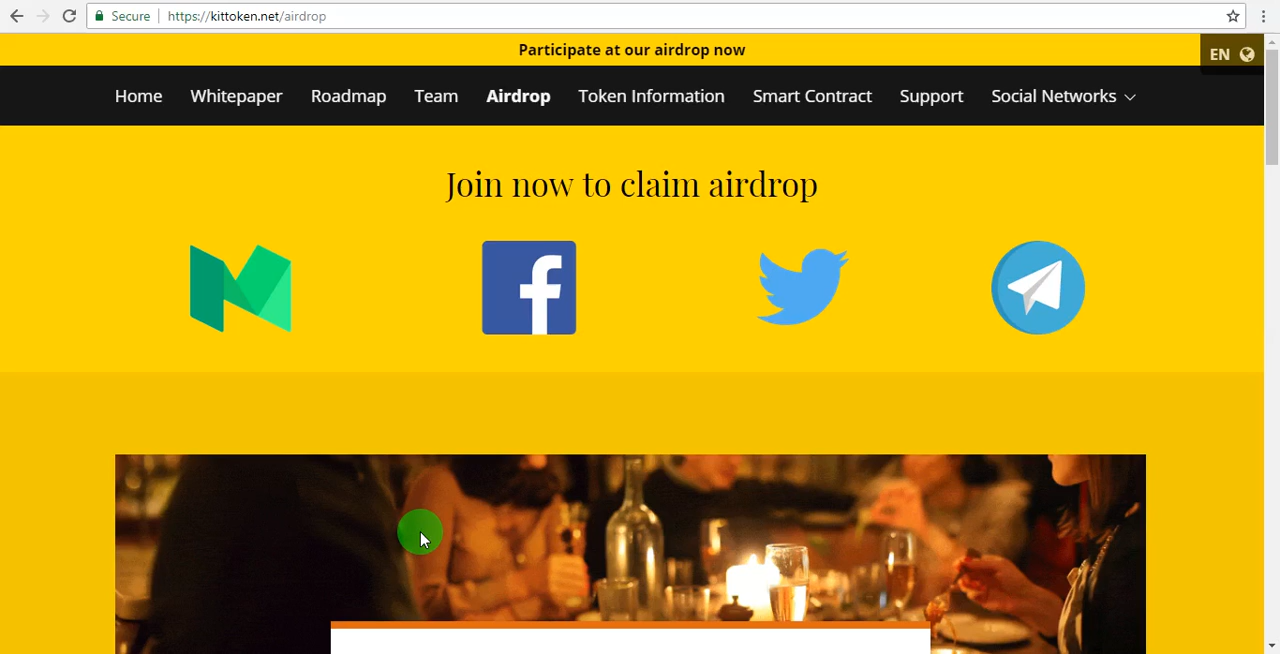 Secure https://kittoken.net/airdrop
Participate at our airdrop now
EN
Home Whitepaper Roadmap Team Airdrop Token Information Smart Contract Support Social Networks
Join now to claim airdrop